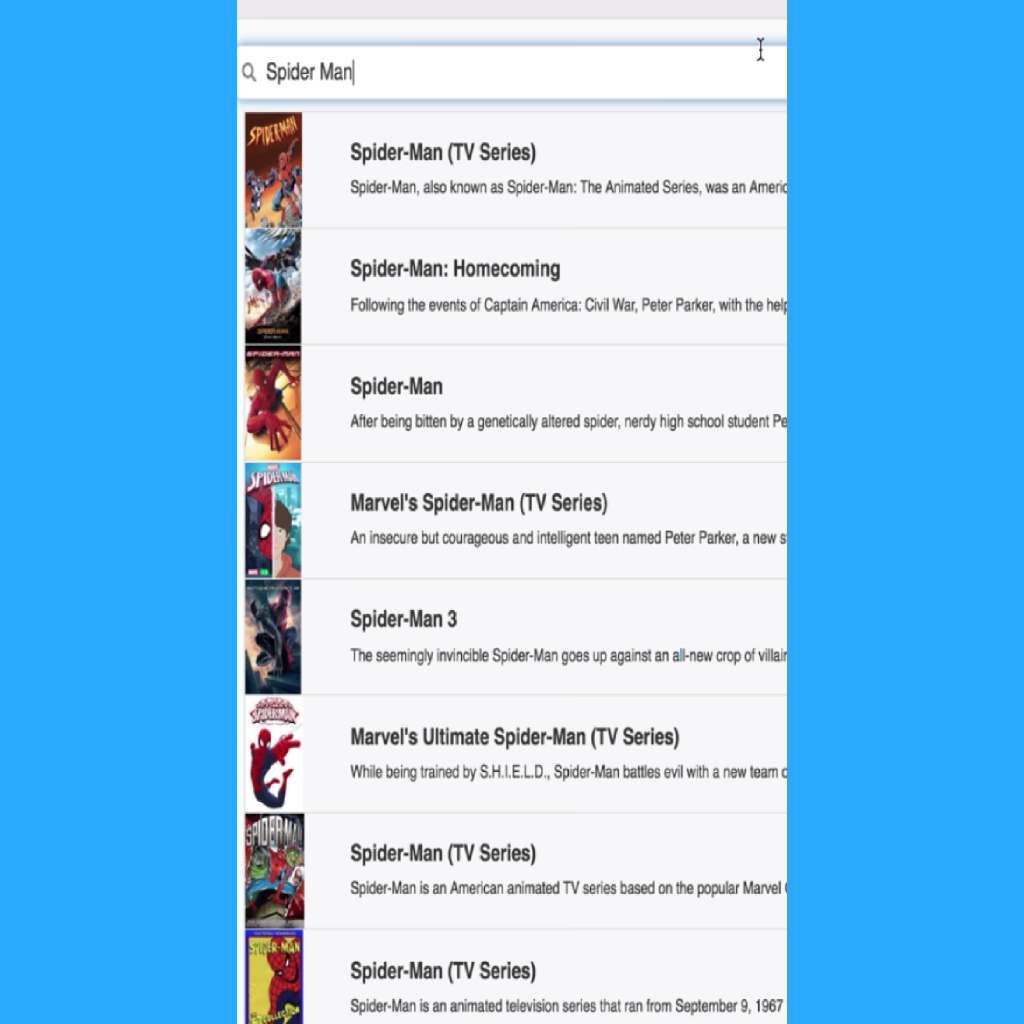 Spider Man
SPIDERMAN
Spider-Man (TV Series)
Spider-Man, also known as Spider-Man: The Animated Series, was an Americ
Spider-Man: Homecoming
Following the events of Captain America: Civil War, Peter Parker, with the help
SPIDER-MAN
SPIDER-MAN
Spider-Man
After being bitten by a genetically altered spider, nerdy high school student Pe
MARVEL
SPIDER-MAN
Marvel's Spider-Man (TV Series)
An insecure but courageous and intelligent teen named Peter Parker, a new s
Spider-Man 3
The seemingly invincible Spider-Man goes up against an all-new crop of villain
SPIDERMAN
Marvel's Ultimate Spider-Man (TV Series)
While being trained by S.H.I.E.L.D., Spider-Man battles evil with a new team o
SPIDERMAN
Spider-Man (TV Series)
Spider-Man is an American animated TV series based on the popular Marvel
SPIDER-MAN
Spider-Man (TV Series)
Spider-Man is an animated television series that ran from September 9, 1967
COLLECTION